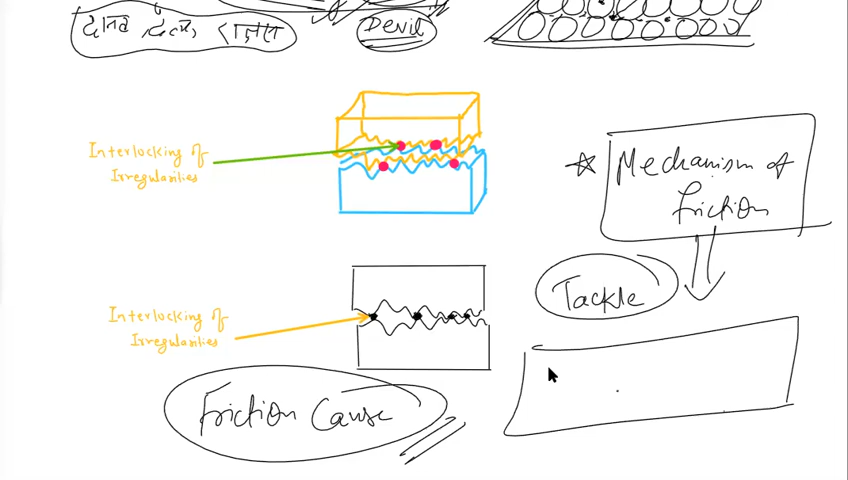 Devil
Interlocking of
Irregularities
Mechanism of
friction
Tackle
Interlocking of
Irregularities
Friction Cause